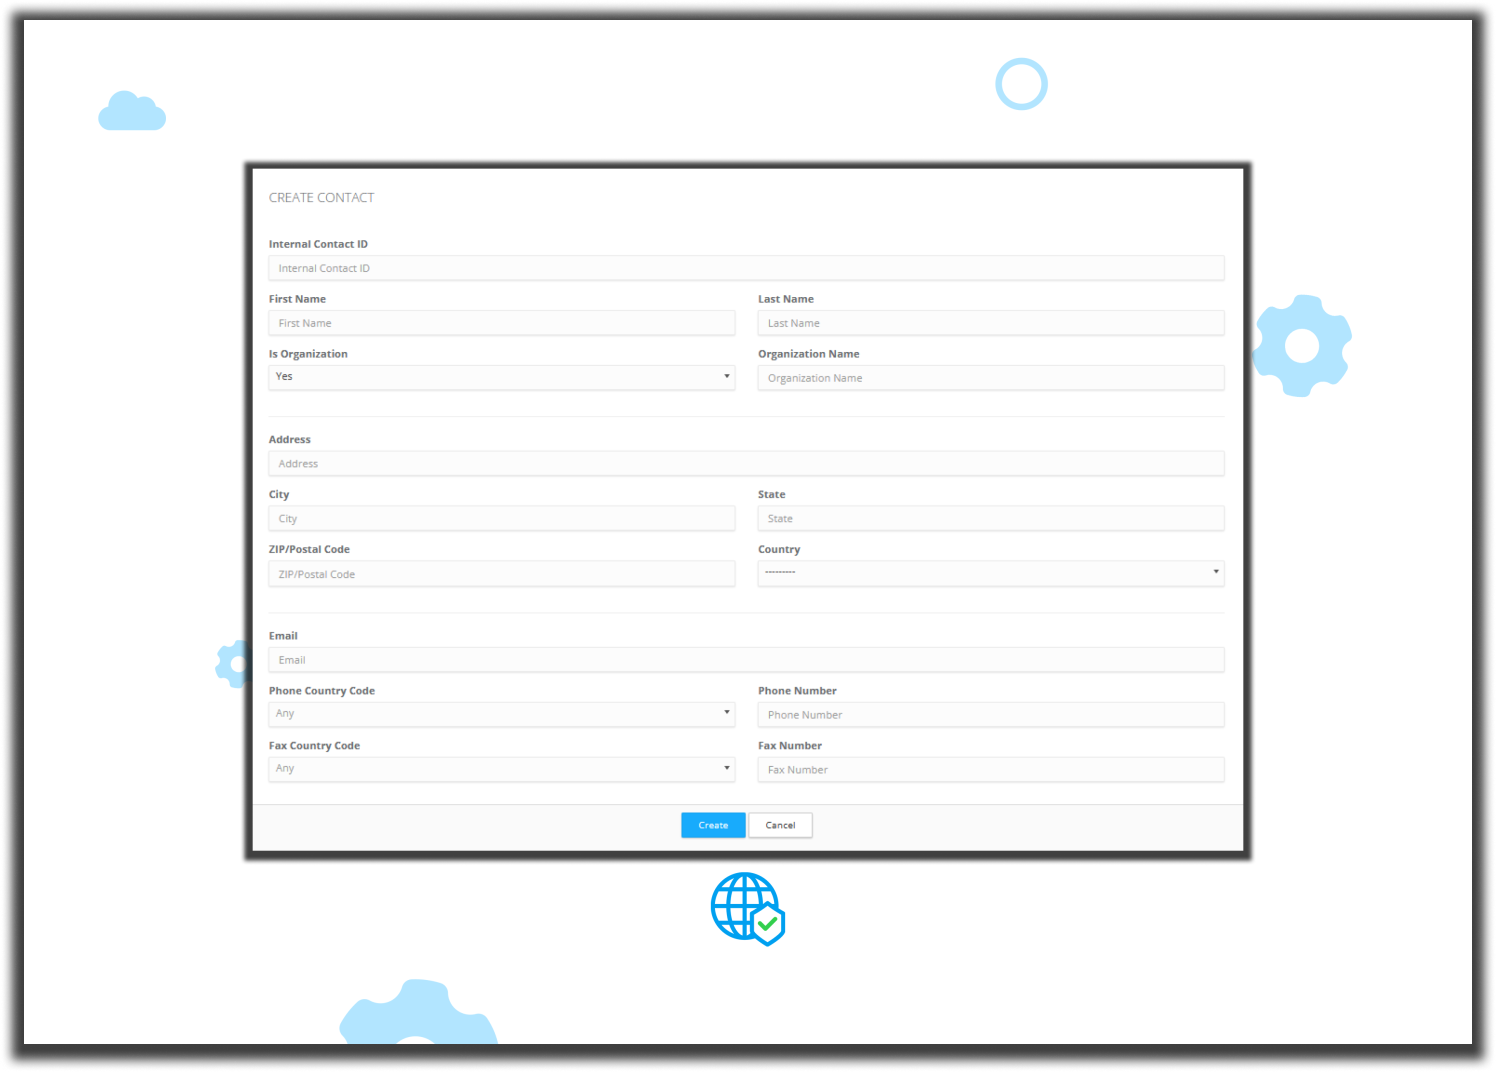 CREATE CONTACT
Internal Contact ID
Internal Contact ID
First Name Last Name
First Name Last Name
Is Organization Organization Name
Yes Organization Name
Address
Address
City State
City State
ZIP/Postal Code Country
ZIP/Postal Code ---------
Email
Email
Phone Country Code Phone Number
Any Phone Number
Fax Country Code Fax Number
Any Fax Number
Create Cancel